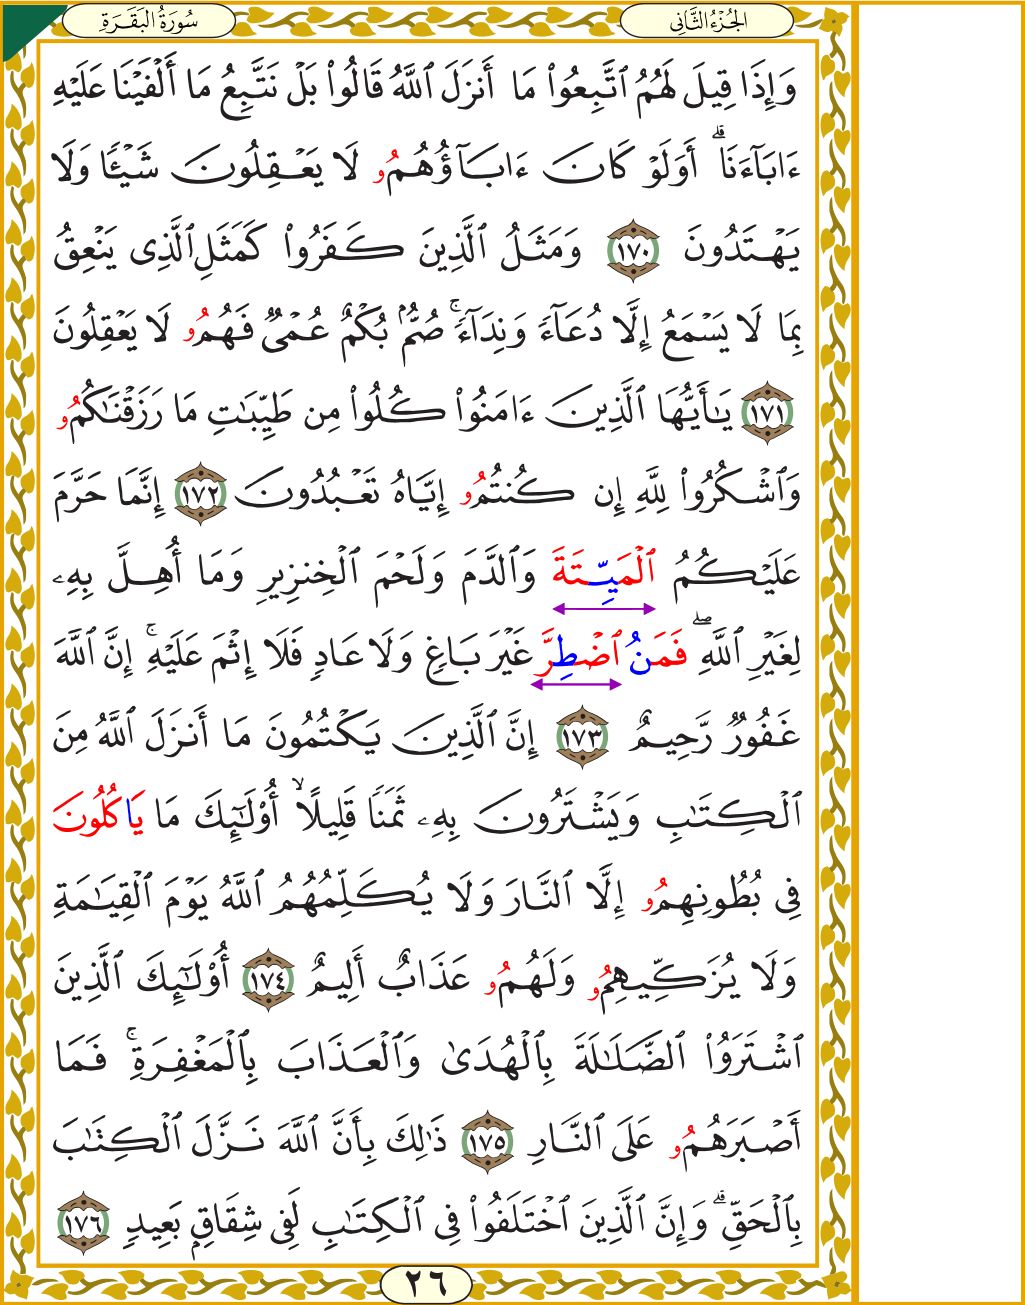 سُورَةُ الْبَقَرَةِ
الجُزْءُ الثَّانِي
وَإِذَا قِيلَ لَهُمُ ٱتَّبِعُوا۟ مَا أَنزَلَ ٱللَّهُ قَالُوا۟ بَلْ نَتَّبِعُ مَا أَلْفَيْنَا عَلَيْهِ
ءَابَآءَنَاۗ أَوَلَوْ كَانَ ءَابَآؤُهُمُۥ لَا يَعْقِلُونَ شَيْـًٔا وَلَا
يَهْتَدُونَ ١٧٠ وَمَثَلُ ٱلَّذِينَ كَفَرُوا۟ كَمَثَلِ ٱلَّذِى يَنْعِقُ
بِمَا لَا يَسْمَعُ إِلَّا دُعَآءً وَنِدَآءًۚ صُمٌّۢ بُكْمٌ عُمْىٌ فَهُمُۥ لَا يَعْقِلُونَ
١٧١ يَـٰٓأَيُّهَا ٱلَّذِينَ ءَامَنُوا۟ كُلُوا۟ مِن طَيِّبَـٰتِ مَا رَزَقْنَـٰكُمُۥ
وَٱشْكُرُوا۟ لِلَّهِ إِن كُنتُمُۥ إِيَّاهُ تَعْبُدُونَ ١٧٢ إِنَّمَا حَرَّمَ
عَلَيْكُمُ ٱلْمَيِّتَةَ وَٱلدَّمَ وَلَحْمَ ٱلْخِنزِيرِ وَمَا أُهِلَّ بِهِۦ
لِغَيْرِ ٱللَّهِۖ فَمَنُ ٱضْطِرَّ غَيْرَ بَاغٍ وَلَا عَادٍ فَلَا إِثْمَ عَلَيْهِۚ إِنَّ ٱللَّهَ
غَفُورٌ رَّحِيمٌ ١٧٣ إِنَّ ٱلَّذِينَ يَكْتُمُونَ مَا أَنزَلَ ٱللَّهُ مِنَ
ٱلْكِتَـٰبِ وَيَشْتَرُونَ بِهِۦ ثَمَنًا قَلِيلًاۙ أُو۟لَـٰٓئِكَ مَا يَاكُلُونَ
فِى بُطُونِهِمُۥ إِلَّا ٱلنَّارَ وَلَا يُكَلِّمُهُمُ ٱللَّهُ يَوْمَ ٱلْقِيَـٰمَةِ
وَلَا يُزَكِّيهِمُۥ وَلَهُمُۥ عَذَابٌ أَلِيمٌ ١٧٤ أُو۟لَـٰٓئِكَ ٱلَّذِينَ
ٱشْتَرَوُا۟ ٱلضَّلَـٰلَةَ بِٱلْهُدَىٰ وَٱلْعَذَابَ بِٱلْمَغْفِرَةِۚ فَمَا
أَصْبَرَهُمُۥ عَلَى ٱلنَّارِ ١٧٥ ذَٰلِكَ بِأَنَّ ٱللَّهَ نَزَّلَ ٱلْكِتَـٰبَ
بِٱلْحَقِّۗ وَإِنَّ ٱلَّذِينَ ٱخْتَلَفُوا۟ فِى ٱلْكِتَـٰبِ لَفِى شِقَاقٍۭ بَعِيدٍ ١٧٦
٢٦